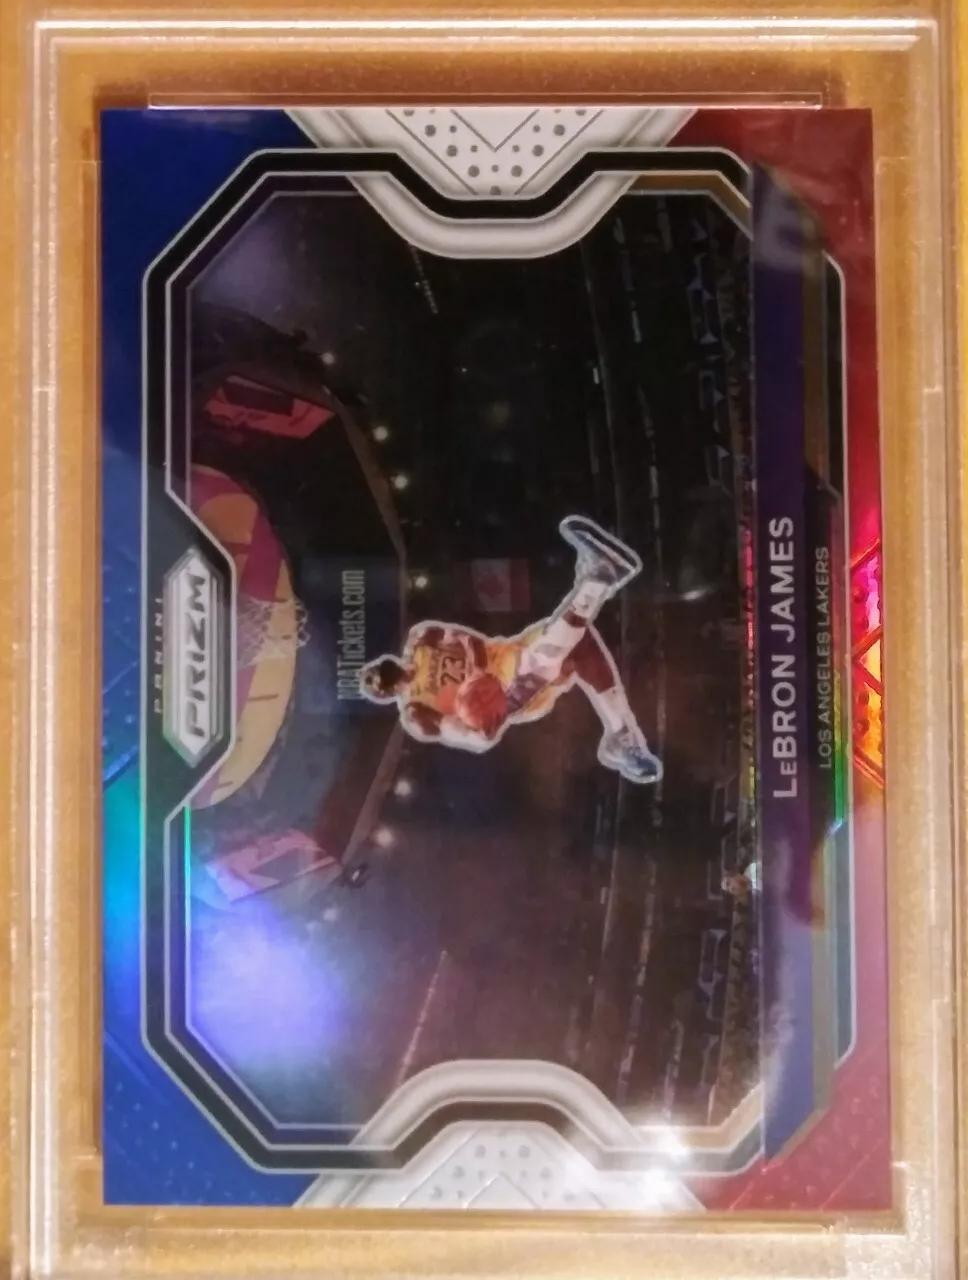 PANINI
PRIZM
NBATickets.com
23
LEBRON JAMES
LOS ANGELES LAKERS